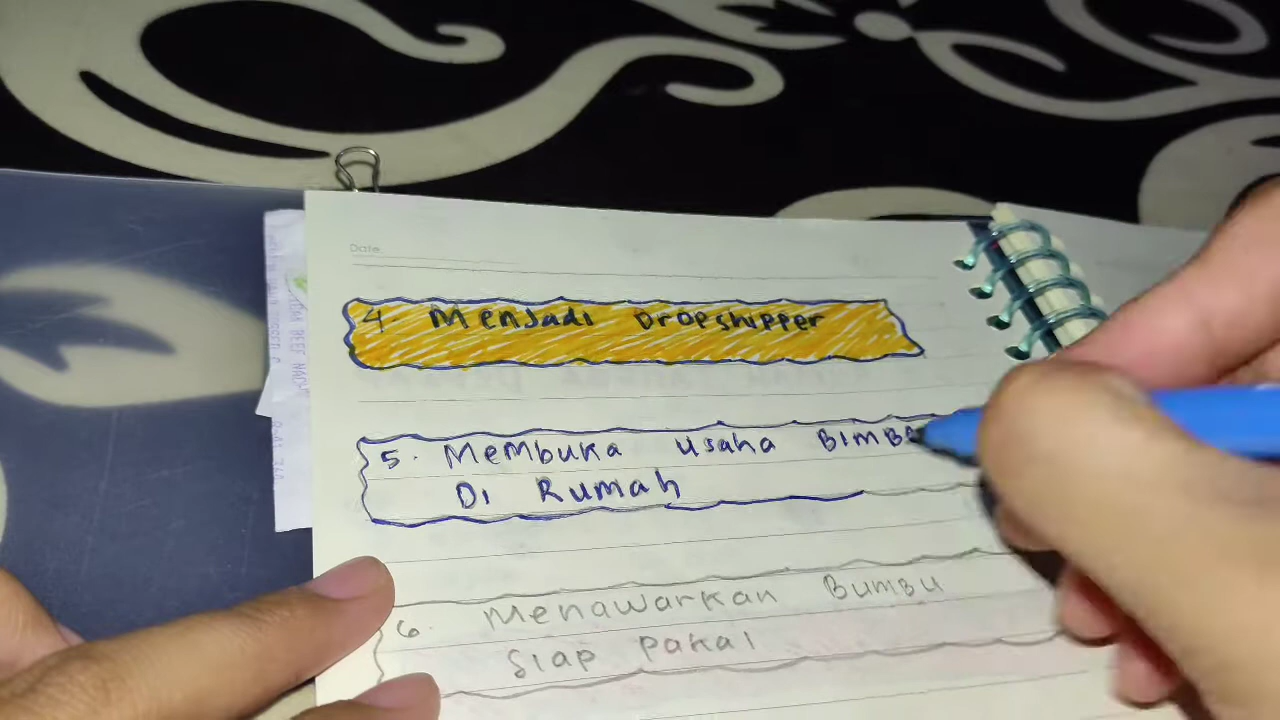 Date
4. Menjadi Dropshipper
5. Membuka Usaha
Di Rumah
6. Menawarkan Bumbu
Siap Pakai